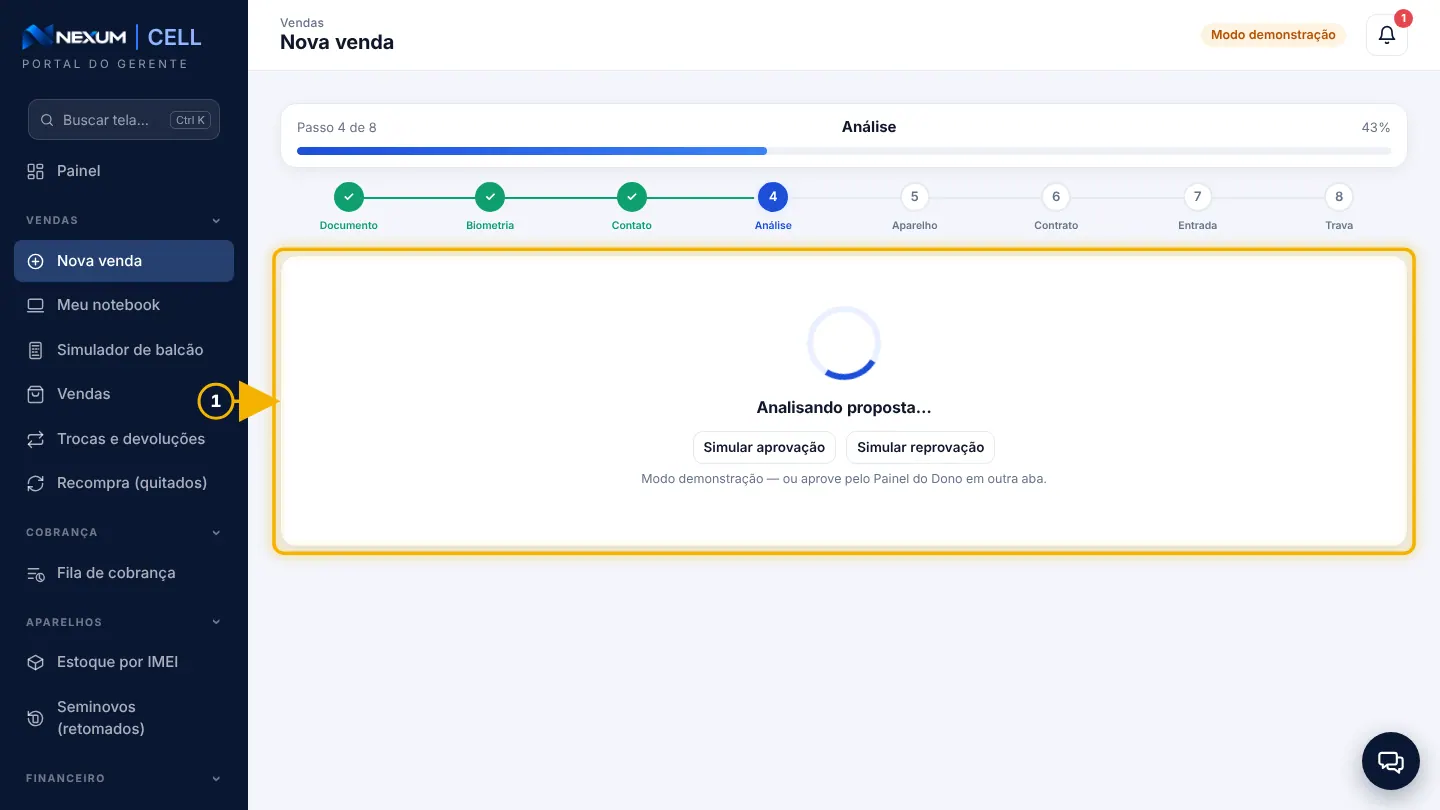 NEXUM | CELL
PORTAL DO GERENTE
Buscar tela... Ctrl K
Painel
VENDAS
Nova venda
Meu notebook
Simulador de balcão
Vendas
Trocas e devoluções
Recompra (quitados)
COBRANÇA
Fila de cobrança
APARELHOS
Estoque por IMEI
Seminovos
(retomados)
FINANCEIRO
Vendas
Nova venda
Modo demonstração
1
Passo 4 de 8
Análise
43%
4 5 6 7 8
Documento Biometria Contato Análise Aparelho Contrato Entrada Trava
1
Analisando proposta...
Simular aprovação Simular reprovação
Modo demonstração — ou aprove pelo Painel do Dono em outra aba.